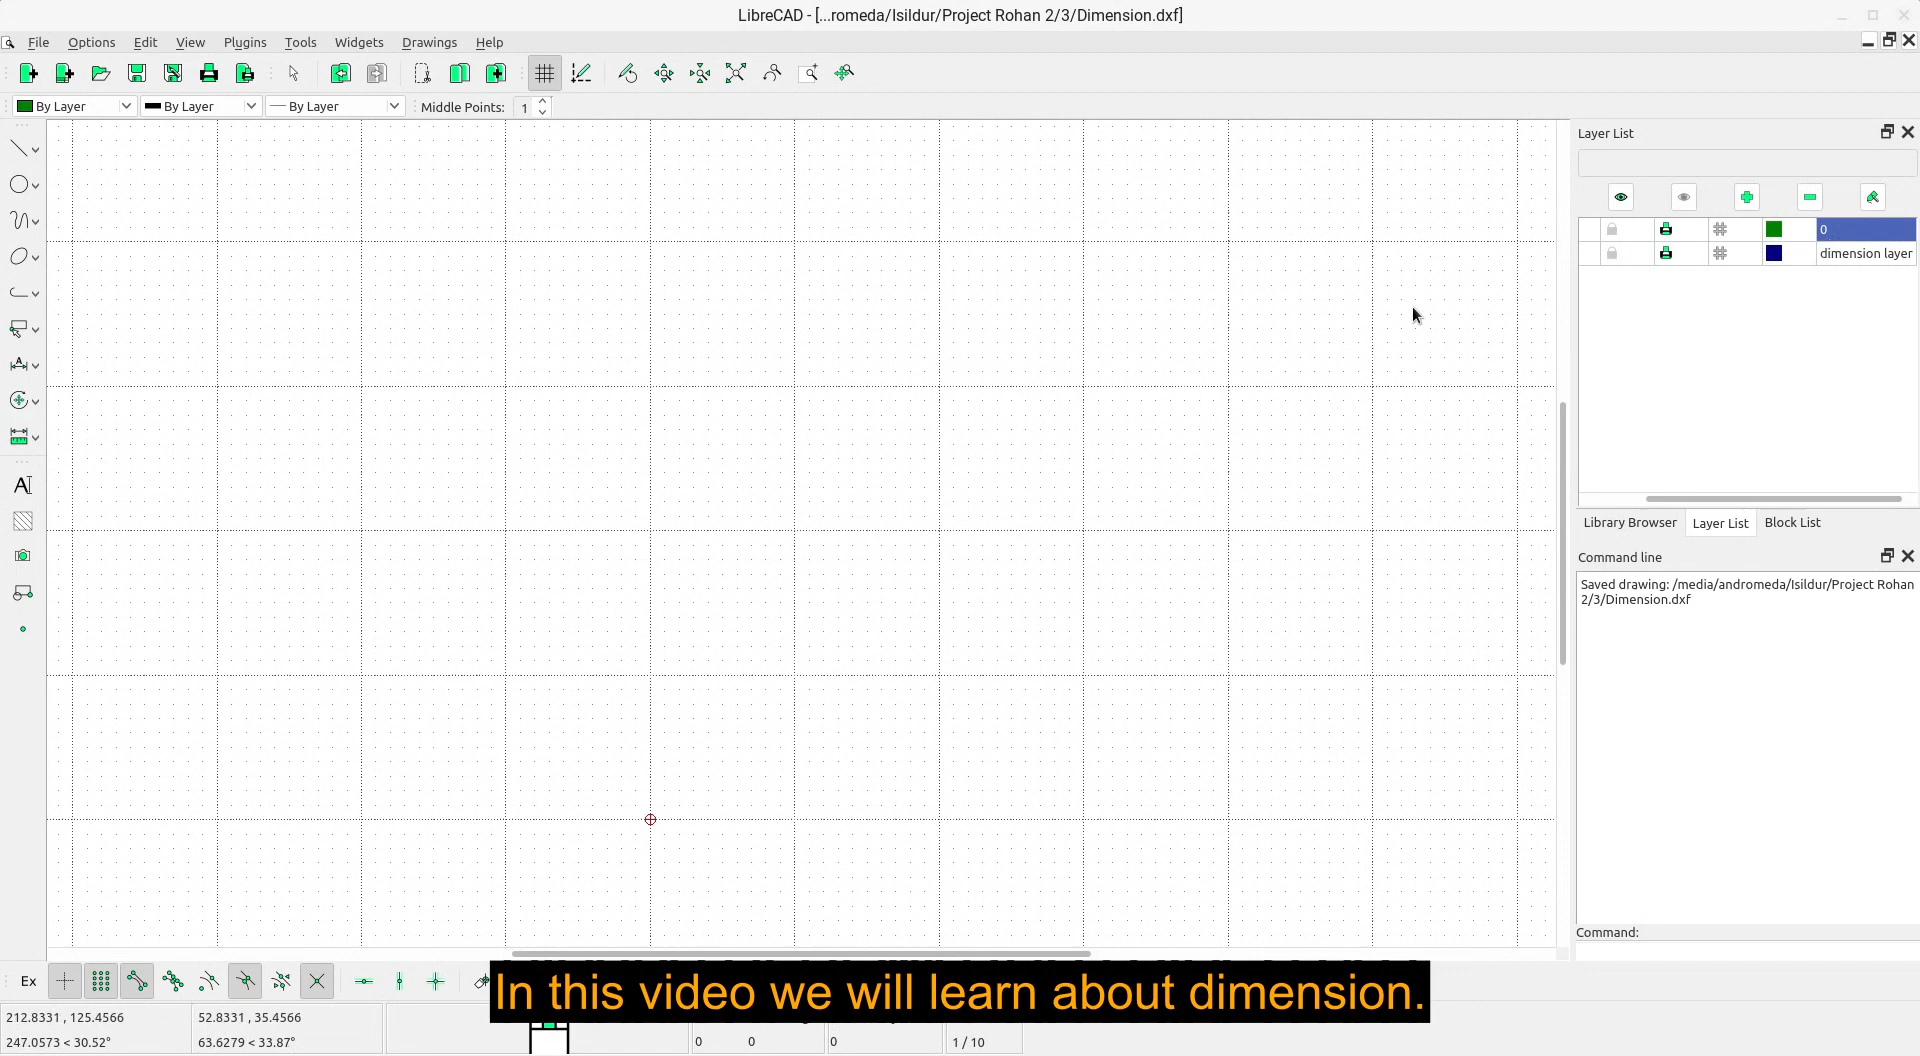 LibreCAD - [...romeda/Isildur/Project Rohan 2/3/Dimension.dxf]
File Options Edit View Plugins Tools Widgets Drawings Help
By Layer By Layer By Layer Middle Points: 1
Layer List
0
dimension layer
Library Browser Layer List Block List
Command line
Saved drawing: /media/andromeda/Isildur/Project Rohan
2/3/Dimension.dxf
Command:
Ex
In this video we will learn about dimension.
212.8331 , 125.4566 52.8331 , 35.4566
247.0573 < 30.52° 63.6279 < 33.87° 0 0 0 1 / 10